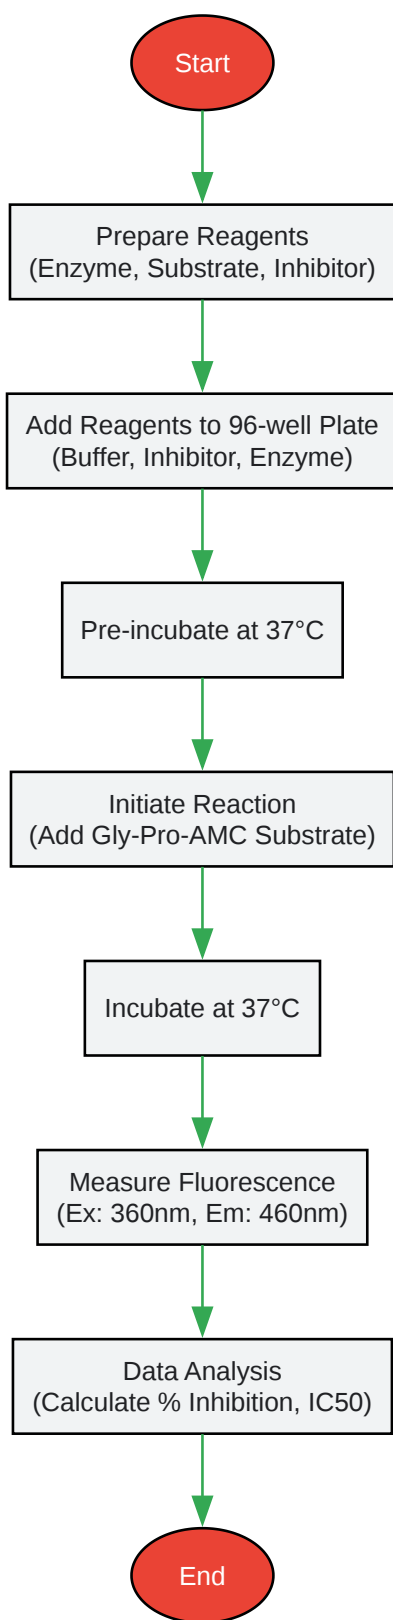 Start
Prepare Reagents
(Enzyme, Substrate, Inhibitor)
Add Reagents to 96-well Plate
(Buffer, Inhibitor, Enzyme)
Pre-incubate at 37°C
Initiate Reaction
(Add Gly-Pro-AMC Substrate)
Incubate at 37°C
Measure Fluorescence
(Ex: 360nm, Em: 460nm)
Data Analysis
(Calculate % Inhibition, IC50)
End